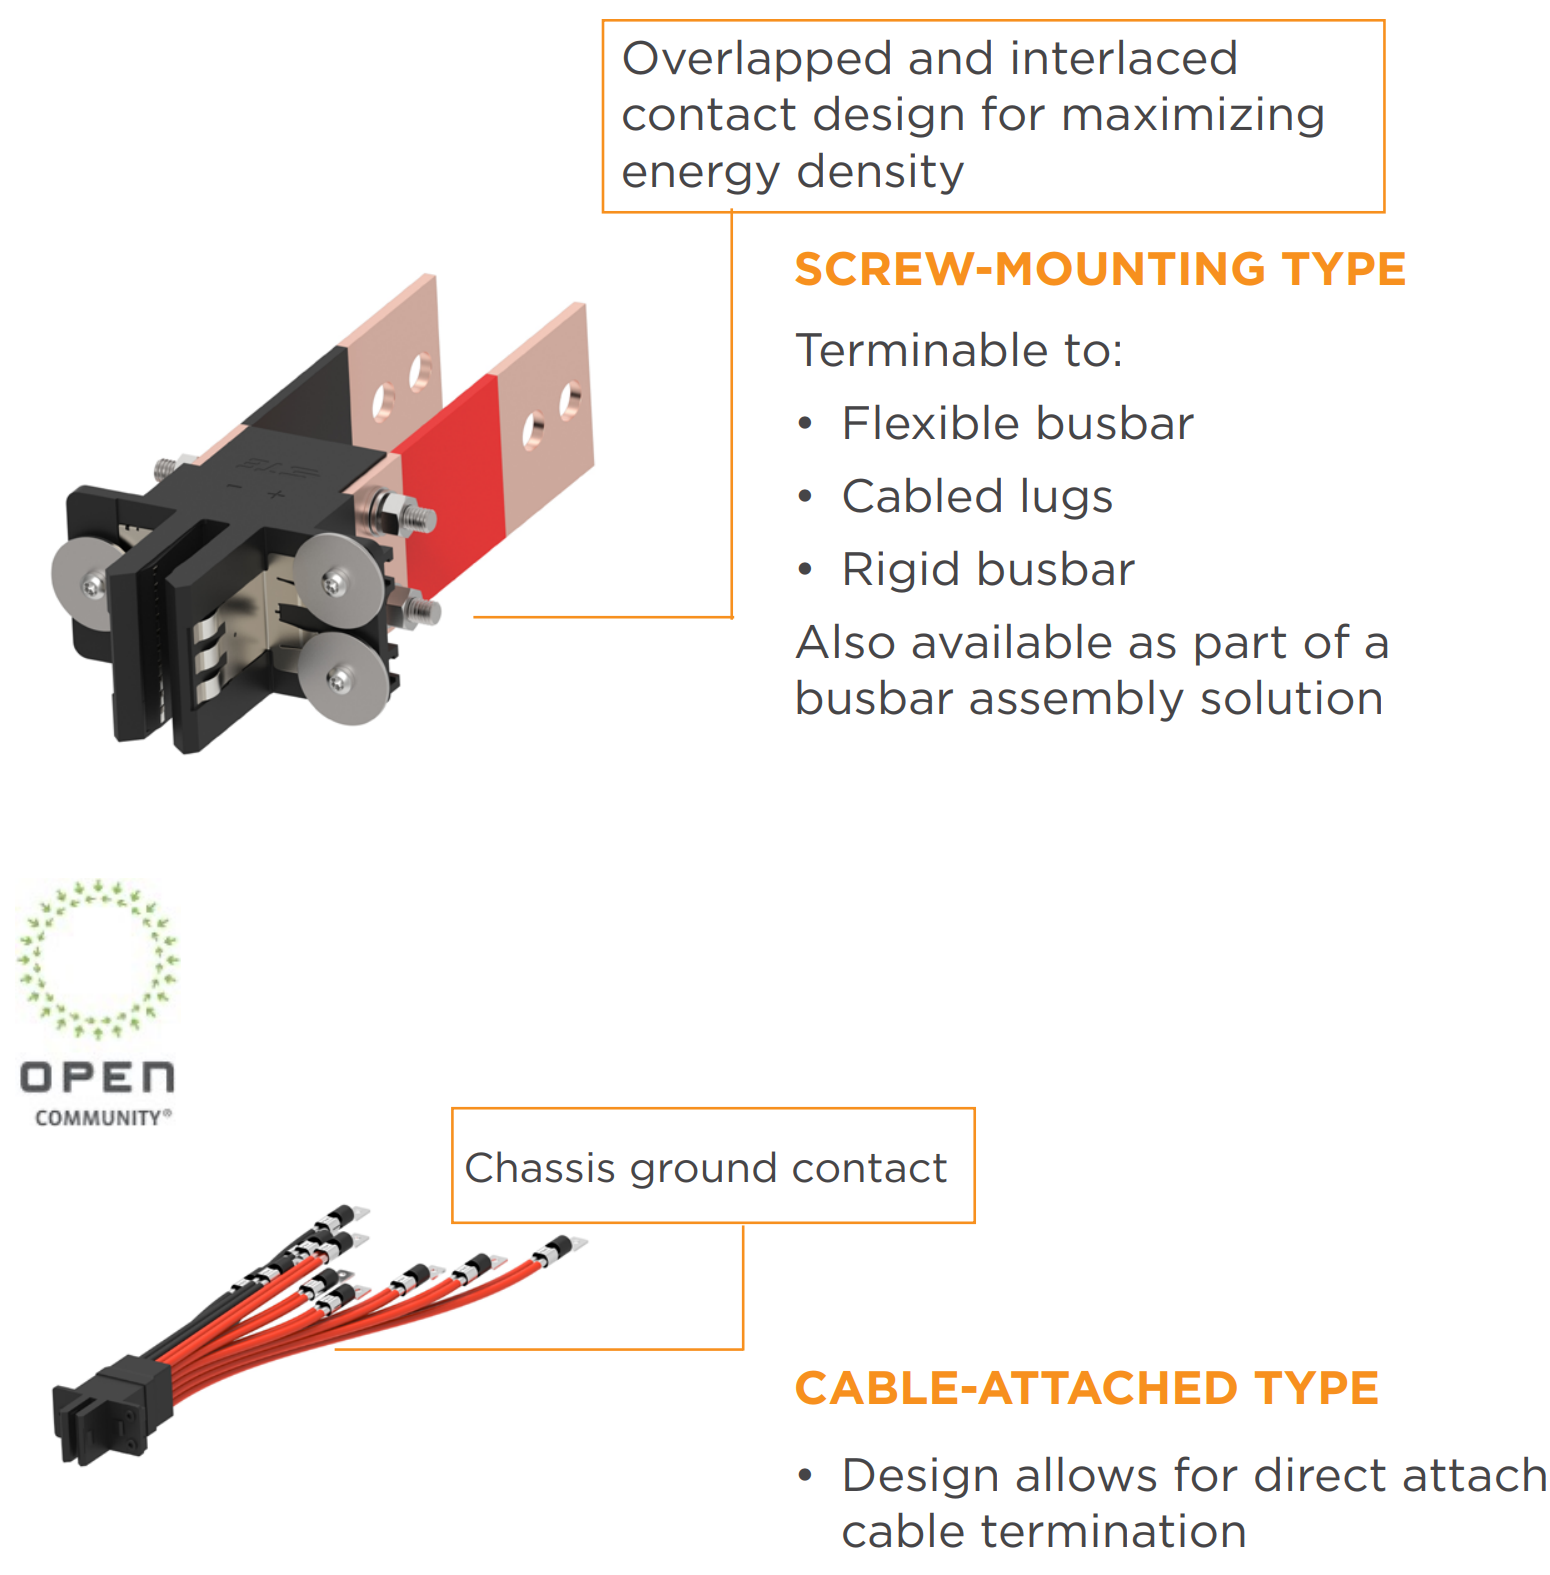 Overlapped and interlaced
contact design for maximizing
energy density
SCREW-MOUNTING TYPE
Terminable to:
• Flexible busbar
• Cabled lugs
• Rigid busbar
Also available as part of a
busbar assembly solution
- +
OPEN
COMMUNITY®
Chassis ground contact
CABLE-ATTACHED TYPE
• Design allows for direct attach
cable termination